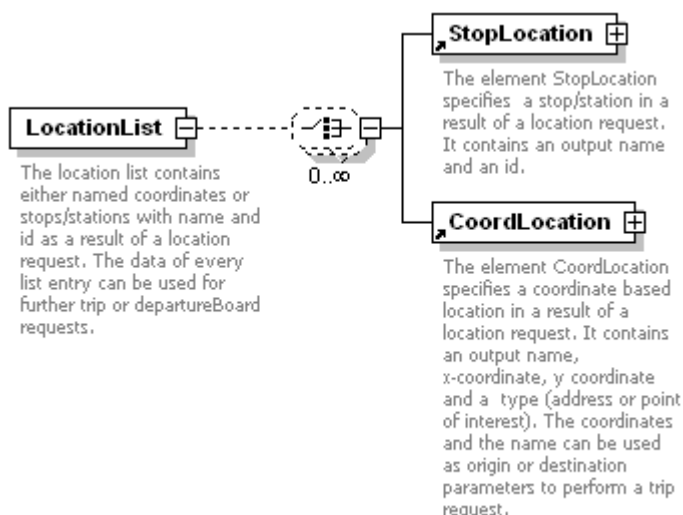 StopLocation
The element StopLocation
specifies a stop/station in a
result of a location request.
It contains an output name
and an id.
LocationList
0..∞
The location list contains
either named coordinates or
stops/stations with name and
id as a result of a location
request. The data of every
list entry can be used for
further trip or departureBoard
requests.
CoordLocation
The element CoordLocation
specifies a coordinate based
location in a result of a
location request. It contains
an output name,
x-coordinate, y coordinate
and a type (address or point
of interest). The coordinates
and the name can be used
as origin or destination
parameters to perform a trip
request.